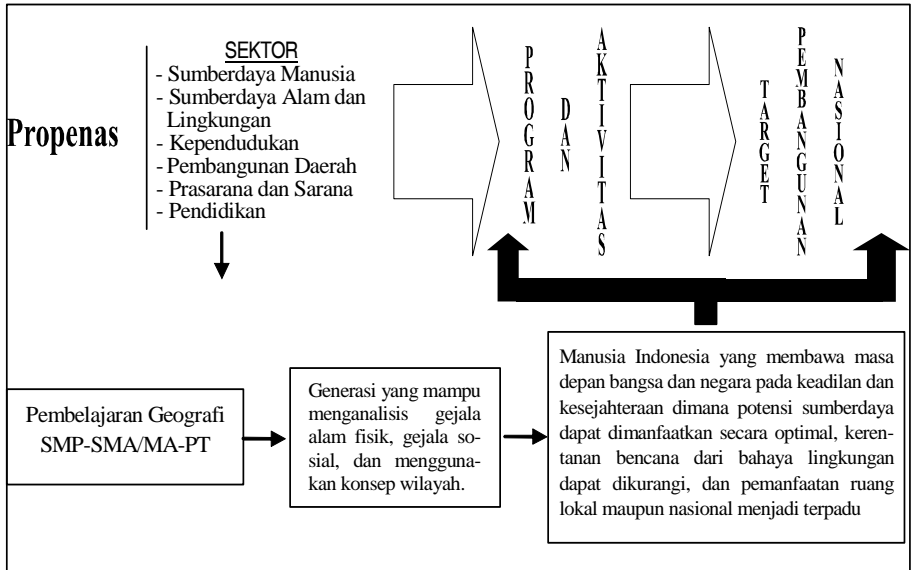 Propenas
SEKTOR
- Sumberdaya Manusia
- Sumberdaya Alam dan
Lingkungan
- Kependudukan
- Pembangunan Daerah
- Prasarana dan Sarana
- Pendidikan
PROGRAM
DAN
AKTIVITAS
TARGET
PEMBANGUNAN
NASIONAL
Pembelajaran Geografi
SMP-SMA/MA-PT
Generasi yang mampu
menganalisis gejala
alam fisik, gejala so-
sial, dan mengguna-
kan konsep wilayah.
Manusia Indonesia yang membawa masa
depan bangsa dan negara pada keadilan dan
kesejahteraan dimana potensi sumberdaya
dapat dimanfaatkan secara optimal, keren-
tanan bencana dari bahaya lingkungan
dapat dikurangi, dan pemanfaatan ruang
lokal maupun nasional menjadi terpadu